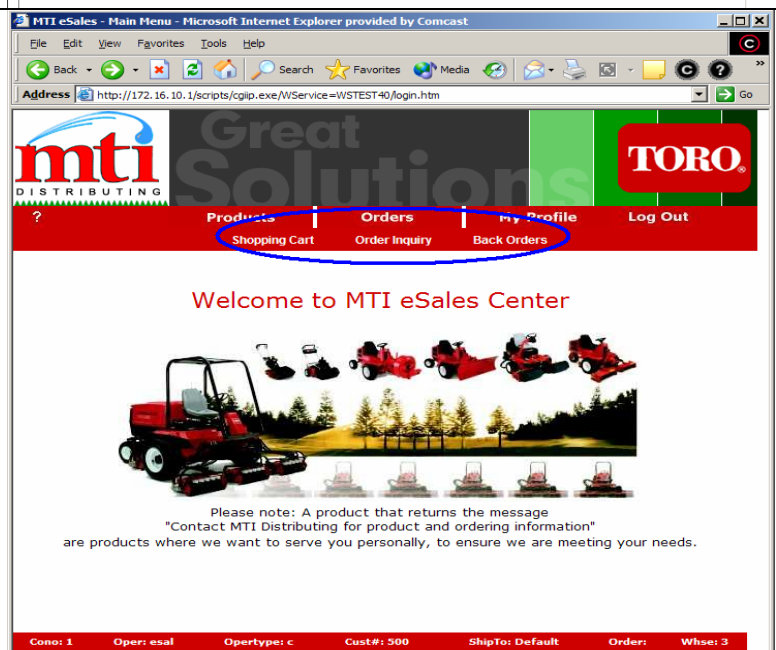 MTI eSales - Main Menu - Microsoft Internet Explorer provided by Comcast
File Edit View Favorites Tools Help
Back Search Favorites Media
Address http://172.16.10.1/scripts/cgiip.exe/WService=WSTEST40/login.htm Go
Great
Solutions
mti
DISTRIBUTING
TORO®
? Products Orders My Profile Log Out
Shopping Cart Order Inquiry Back Orders
Welcome to MTI eSales Center
Please note: A product that returns the message
"Contact MTI Distributing for product and ordering information"
are products where we want to serve you personally, to ensure we are meeting your needs.
Cono: 1 Oper: esal Opertype: c Cust#: 500 ShipTo: Default Order: Whse: 3